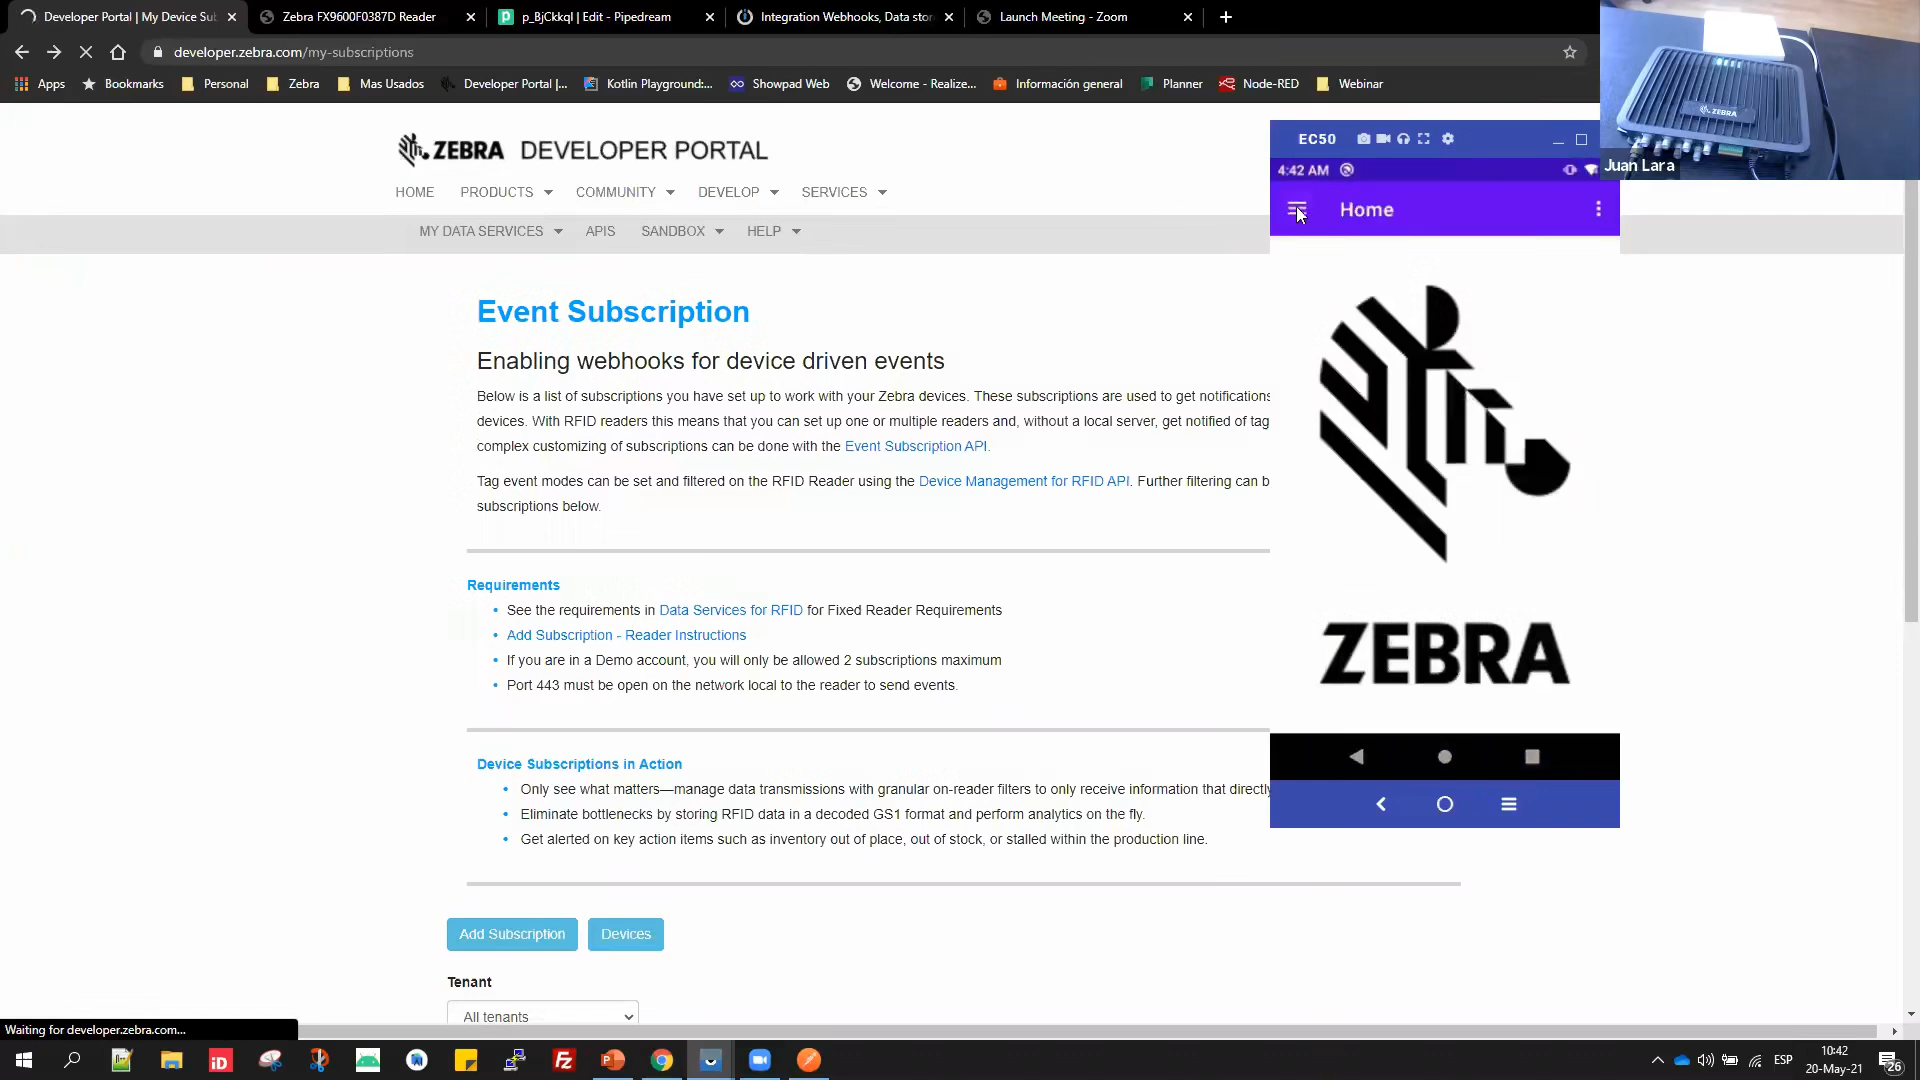 Developer Portal | My Device Sub
Zebra FX9600F0387D Reader
p_BjCkkqI | Edit - Pipedream
Integration Webhooks, Data stor
Launch Meeting - Zoom
developer.zebra.com/my-subscriptions
Apps
Bookmarks
Personal
Zebra
Mas Usados
Developer Portal |...
Kotlin Playground:...
Showpad Web
Welcome - Realize...
Información general
Planner
Node-RED
Webinar
ZEBRA
Juan Lara
ZEBRA DEVELOPER PORTAL
HOME
PRODUCTS
COMMUNITY
DEVELOP
SERVICES
MY DATA SERVICES
APIS
SANDBOX
HELP
EC50
4:42 AM
Home
ZEBRA
Event Subscription
Enabling webhooks for device driven events
Below is a list of subscriptions you have set up to work with your Zebra devices. These subscriptions are used to get notifications
devices. With RFID readers this means that you can set up one or multiple readers and, without a local server, get notified of tag
complex customizing of subscriptions can be done with the Event Subscription API.
Tag event modes can be set and filtered on the RFID Reader using the Device Management for RFID API. Further filtering can b
subscriptions below.
Requirements
• See the requirements in Data Services for RFID for Fixed Reader Requirements
• Add Subscription - Reader Instructions
• If you are in a Demo account, you will only be allowed 2 subscriptions maximum
• Port 443 must be open on the network local to the reader to send events.
Device Subscriptions in Action
• Only see what matters—manage data transmissions with granular on-reader filters to only receive information that directly
• Eliminate bottlenecks by storing RFID data in a decoded GS1 format and perform analytics on the fly.
• Get alerted on key action items such as inventory out of place, out of stock, or stalled within the production line.
Add Subscription
Devices
Tenant
All tenants
Waiting for developer.zebra.com...
iD
ESP
10:42
20-May-21
26